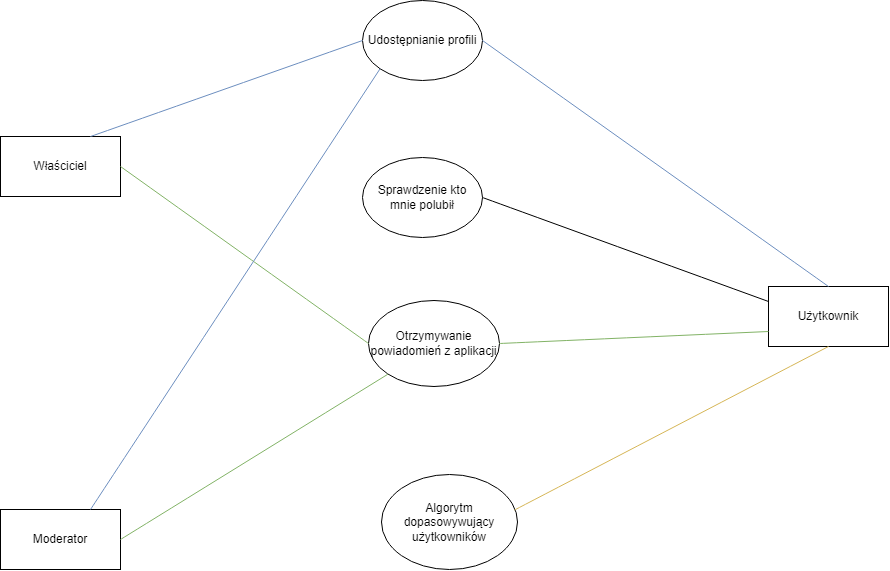 Udostępnianie profili
Właściciel
Sprawdzenie kto
mnie polubił
Użytkownik
Otrzymywanie
powiadomień z aplikacji
Algorytm
dopasowywujący
użytkowników
Moderator